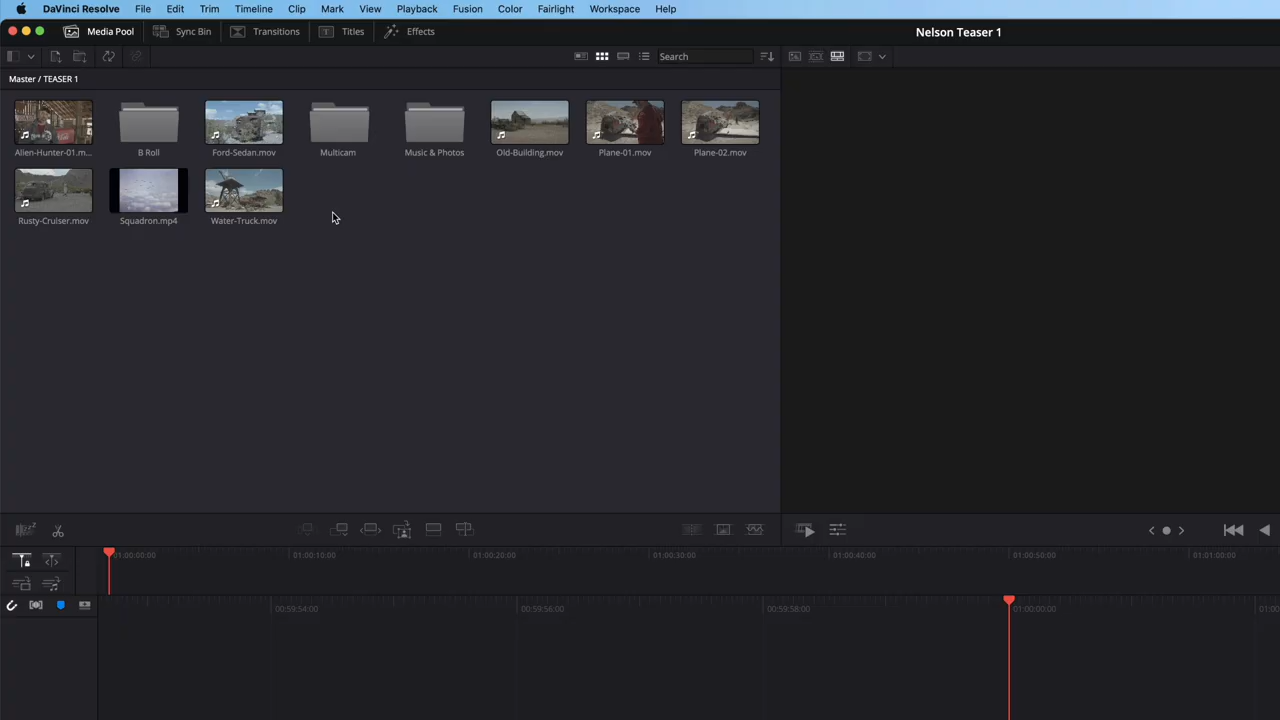 DaVinci Resolve File Edit Trim Timeline Clip Mark View Playback Fusion Color Fairlight Workspace Help
Media Pool Sync Bin Transitions Titles Effects Nelson Teaser 1
Search
Master / TEASER 1
Allen-Hunter-01.m... B Roll Ford-Sedan.mov Multicam Music & Photos Old-Building.mov Plane-01.mov Plane-02.mov
Rusty-Cruiser.mov Squadron.mp4 Water-Truck.mov
01:00:00:00 01:00:10:00 01:00:20:00 01:00:30:00 01:00:40:00 01:00:50:00 01:01:00:00
00:59:54:00 00:59:56:00 00:59:58:00 01:00:00:00 01:00